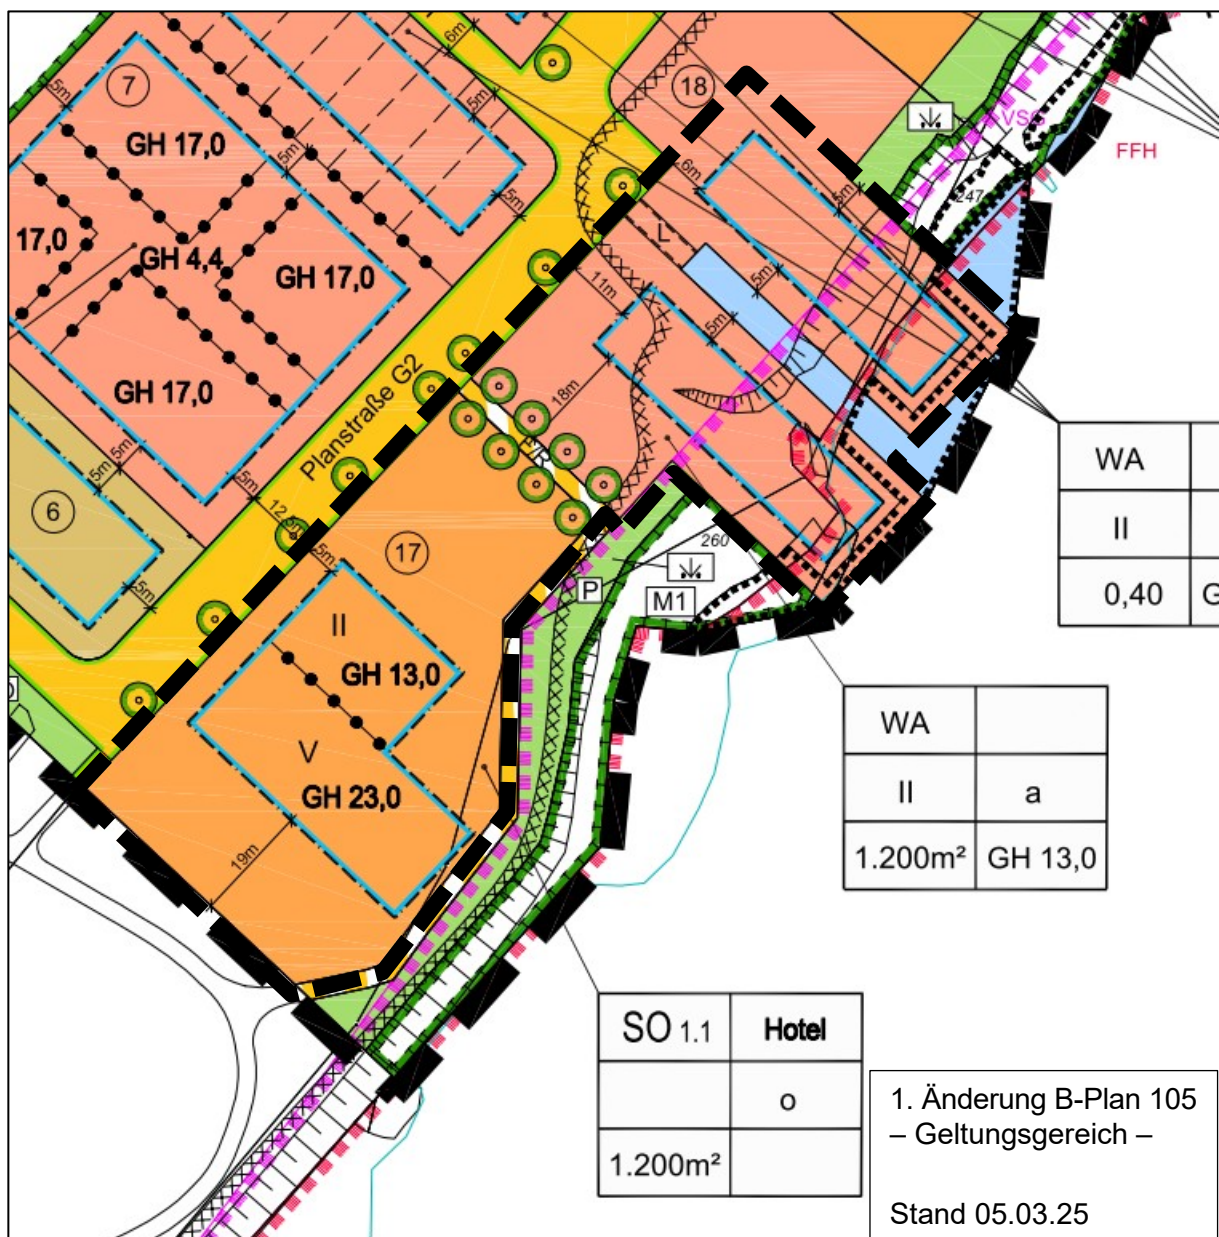 6m
5m
7
GH 17,0
5m
5m
5m
17,0
GH 4,4
GH 17,0
GH 17,0
5m
5m
5m
6
12,5m
5m
5m
Planstraße G2
18
6m
5m
L
11m
5m
5m
18m
VSG
FFH
247
F/R
17
II
GH 13,0
V
GH 23,0
19m
P
260
M1
WA
II
0,40 G
WA
II a
1.200m² GH 13,0
SO 1.1 Hotel
o
1.200m²
1. Änderung B-Plan 105
– Geltungsgereich –
Stand 05.03.25